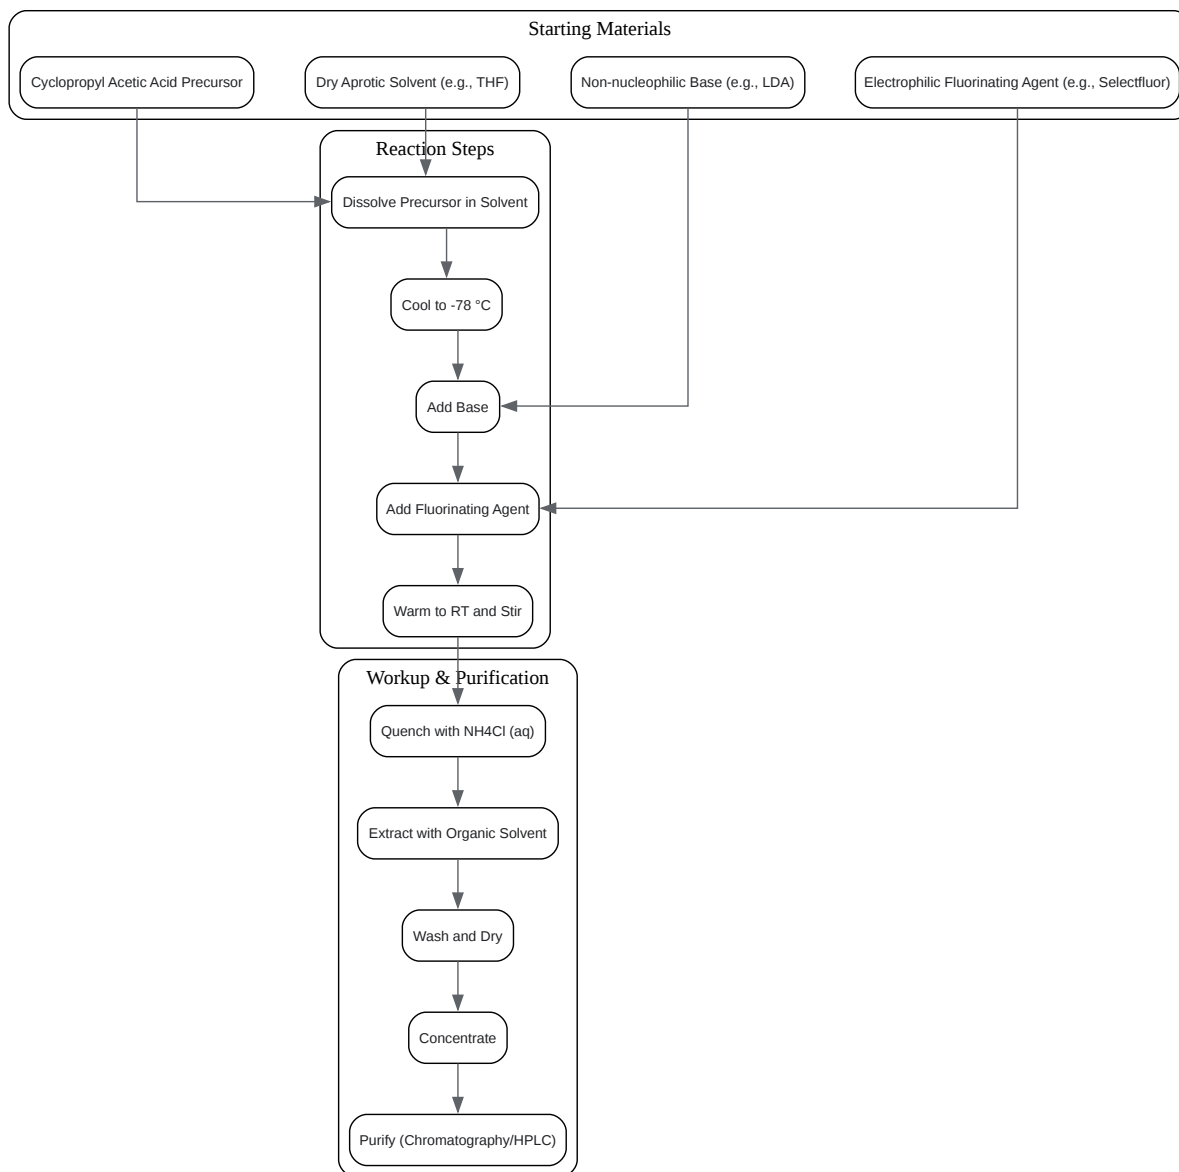 Starting Materials
Cyclopropyl Acetic Acid Precursor
Dry Aprotic Solvent (e.g., THF)
Non-nucleophilic Base (e.g., LDA)
Electrophilic Fluorinating Agent (e.g., Selectfluor)
Reaction Steps
Dissolve Precursor in Solvent
Cool to -78 °C
Add Base
Add Fluorinating Agent
Warm to RT and Stir
Workup & Purification
Quench with NH4Cl (aq)
Extract with Organic Solvent
Wash and Dry
Concentrate
Purify (Chromatography/HPLC)